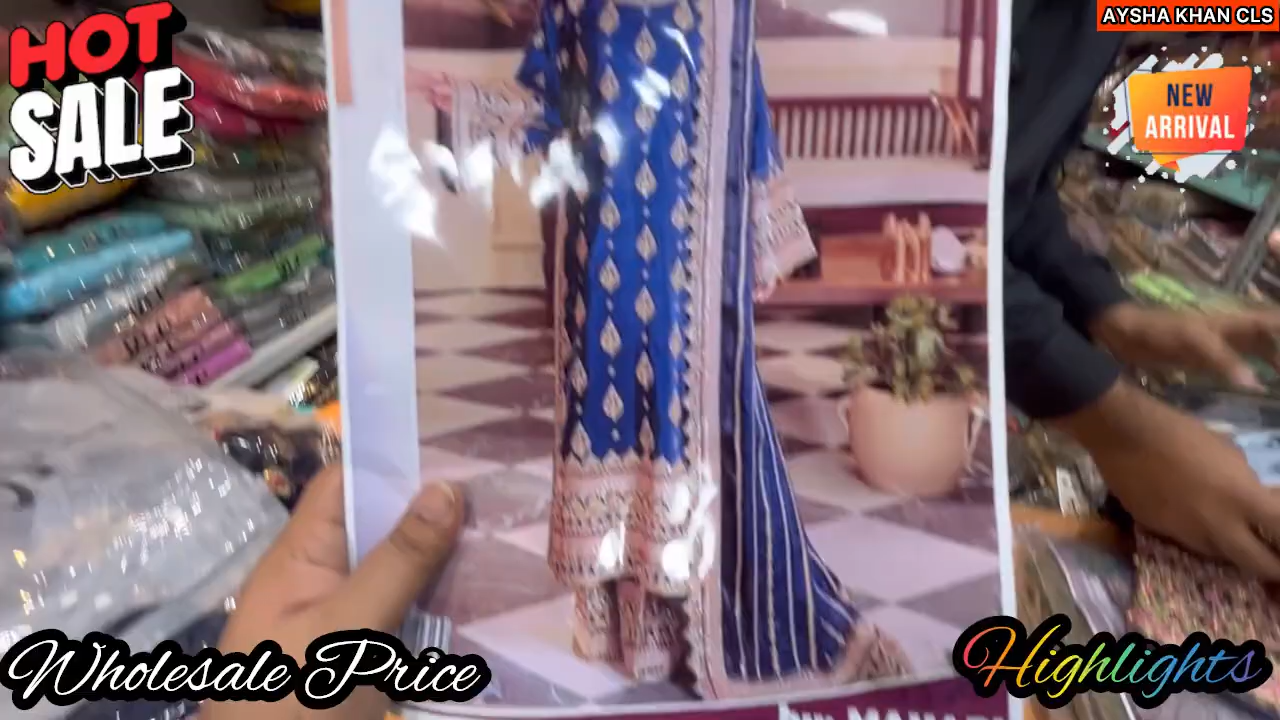 HOT
SALE
AYSHA KHAN CLS
NEW
ARRIVAL
Wholesale Price
Highlights